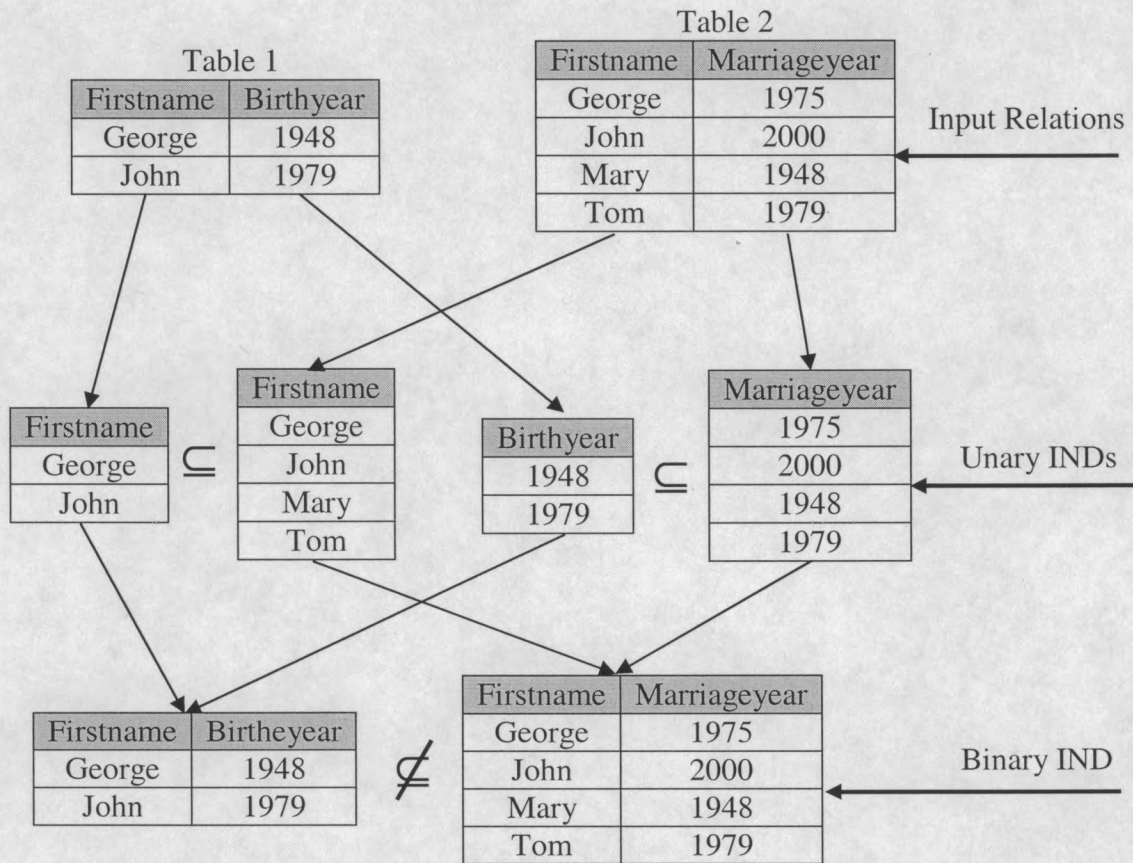 Table 1
Firstname Birthyear
George 1948
John 1979
Table 2
Firstname Marriageyear
George 1975
John 2000
Mary 1948
Tom 1979
Input Relations
Firstname
George
John
⊆
Firstname
George
John
Mary
Tom
Birthyear
1948
1979
⊆
Marriageyear
1975
2000
1948
1979
Unary INDs
Firstname Birtheyear
George 1948
John 1979
⊈
Firstname Marriageyear
George 1975
John 2000
Mary 1948
Tom 1979
Binary IND